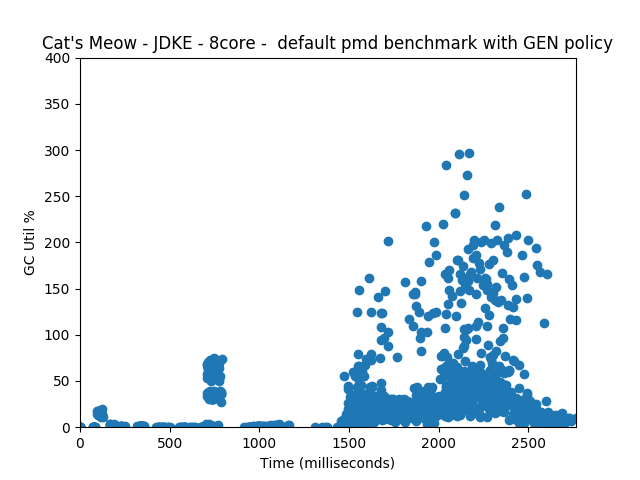 Cat's Meow - JDKE - 8core -  default pmd benchmark with GEN policy
400
350
300
250
200
150
100
50
0
GC Util %
0 500 1000 1500 2000 2500
Time (milliseconds)